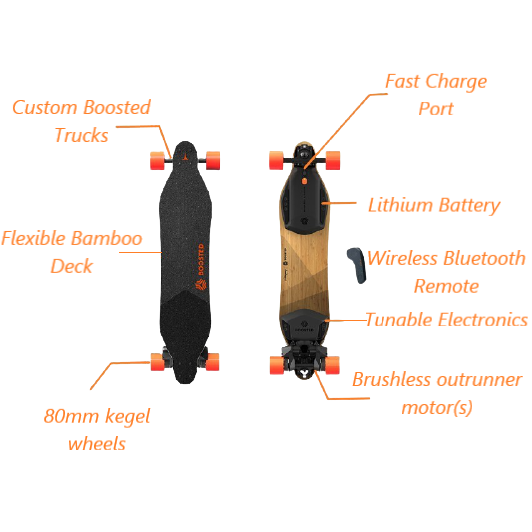 Fast Charge
Port
Custom Boosted
Trucks
Lithium Battery
Flexible Bamboo
Deck
BOOSTED
Wireless Bluetooth
Remote
Tunable Electronics
Brushless outrunner
motor(s)
80mm kegel
wheels